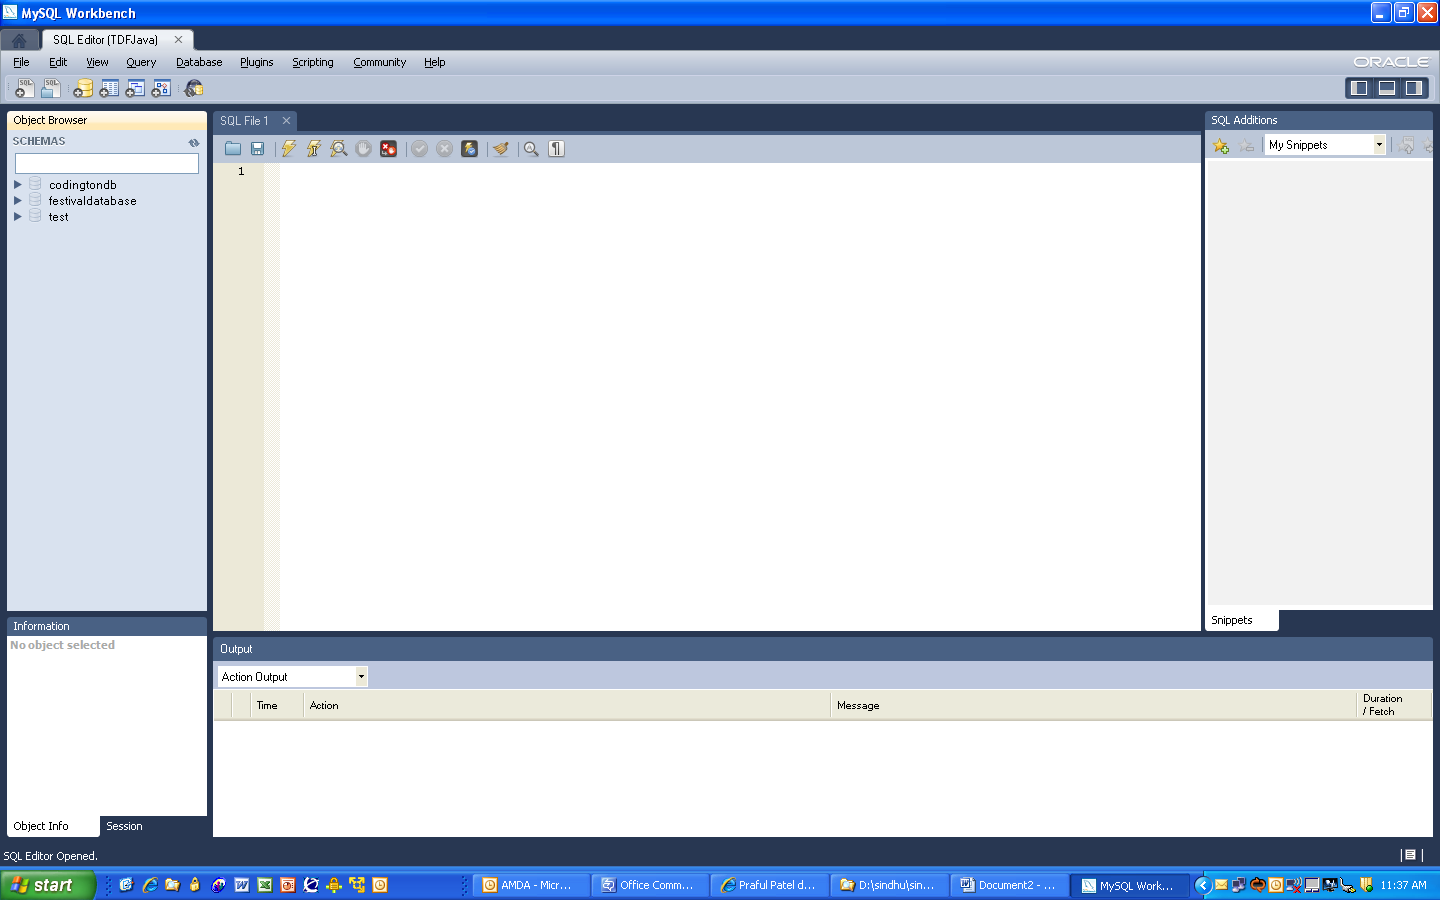 MySQL Workbench
SQL Editor (TDFJava)
File Edit View Query Database Plugins Scripting Community Help
ORACLE
SQL SQL
Object Browser
SQL File 1
SQL Additions
SCHEMAS
My Snippets
1
codingtondb
festivaldatabase
test
Snippets
Information
No object selected
Output
Action Output
Time Action Message Duration / Fetch
Object Info Session
SQL Editor Opened.
start
AMDA - Micr...
Office Comm...
Praful Patel d...
D:\sindhu\sin...
Document2 - ...
MySQL Work...
11:37 AM